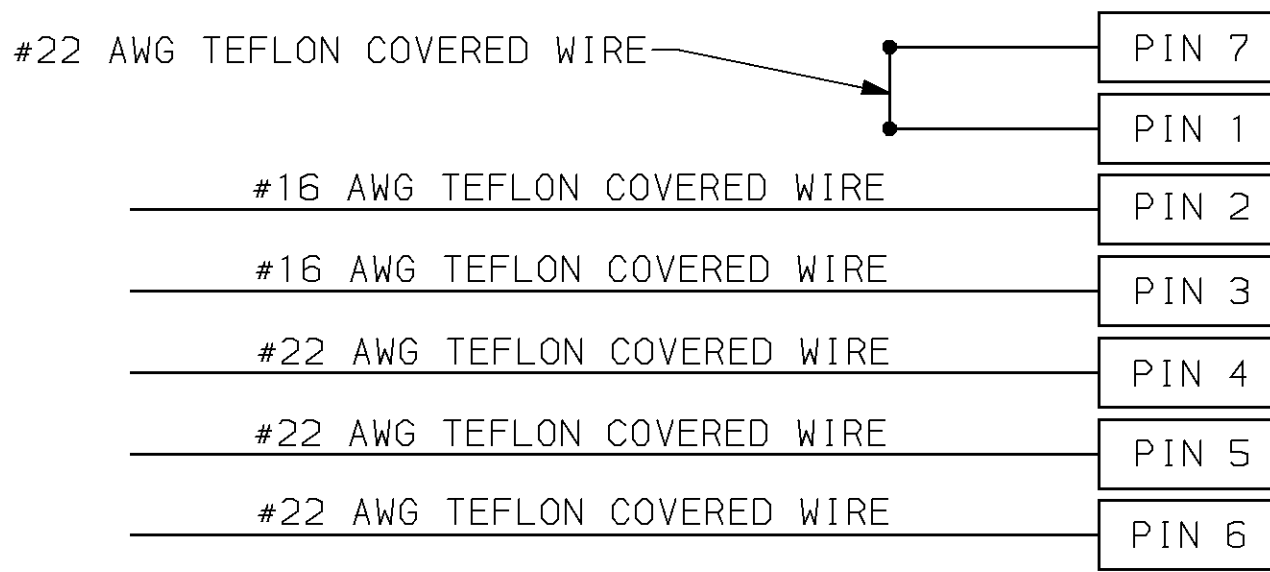 #22 AWG TEFLON COVERED WIRE
PIN 7
PIN 1
#16 AWG TEFLON COVERED WIRE
PIN 2
#16 AWG TEFLON COVERED WIRE
PIN 3
#22 AWG TEFLON COVERED WIRE
PIN 4
#22 AWG TEFLON COVERED WIRE
PIN 5
#22 AWG TEFLON COVERED WIRE
PIN 6